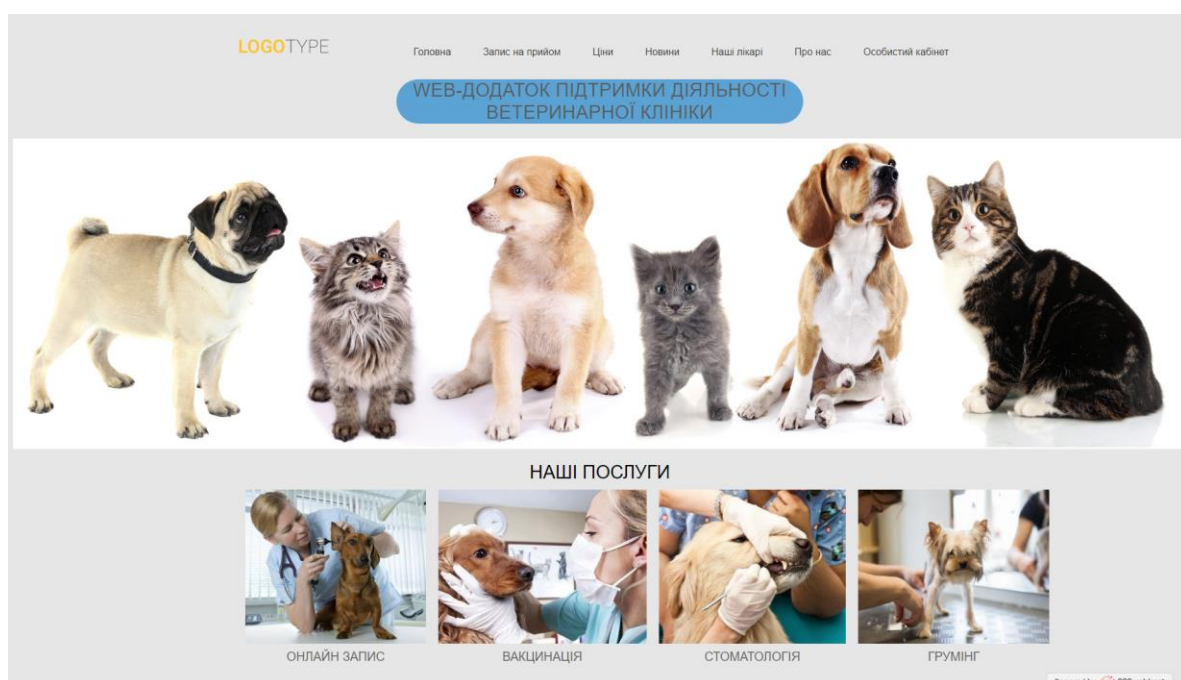 LOGOTYPE
Головна Запис на прийом Ціни Новини Наші лікарі Про нас Особистий кабінет
WEB-ДОДАТОК ПІДТРИМКИ ДІЯЛЬНОСТІ
ВЕТЕРИНАРНОЇ КЛІНІКИ
НАШІ ПОСЛУГИ
ОНЛАЙН ЗАПИС ВАКЦИНАЦІЯ СТОМАТОЛОГІЯ ГРУМІНГ